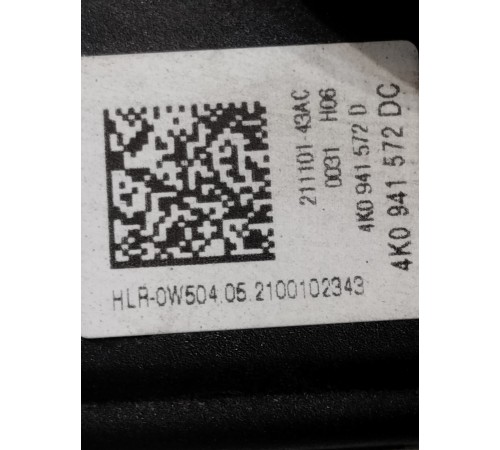 211101 43AC
0031 H06
4K0 941 572 D
4K0 941 572 DC
HLR-0W504.05.2100102343